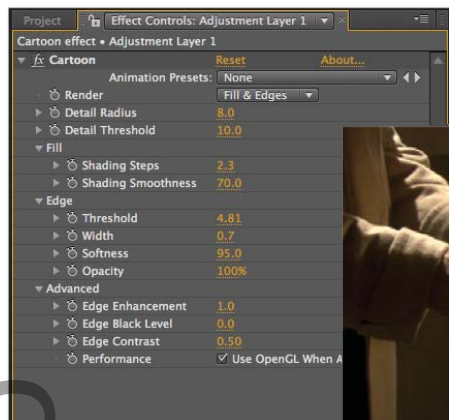 Project Effect Controls: Adjustment Layer 1
Cartoon effect • Adjustment Layer 1
fx Cartoon Reset About...
Animation Presets: None
Render Fill & Edges
Detail Radius 8.0
Detail Threshold 10.0
Fill
Shading Steps 2.3
Shading Smoothness 70.0
Edge
Threshold 4.81
Width 0.7
Softness 95.0
Opacity 100%
Advanced
Edge Enhancement 1.0
Edge Black Level 0.0
Edge Contrast 0.50
Performance Use OpenGL When A